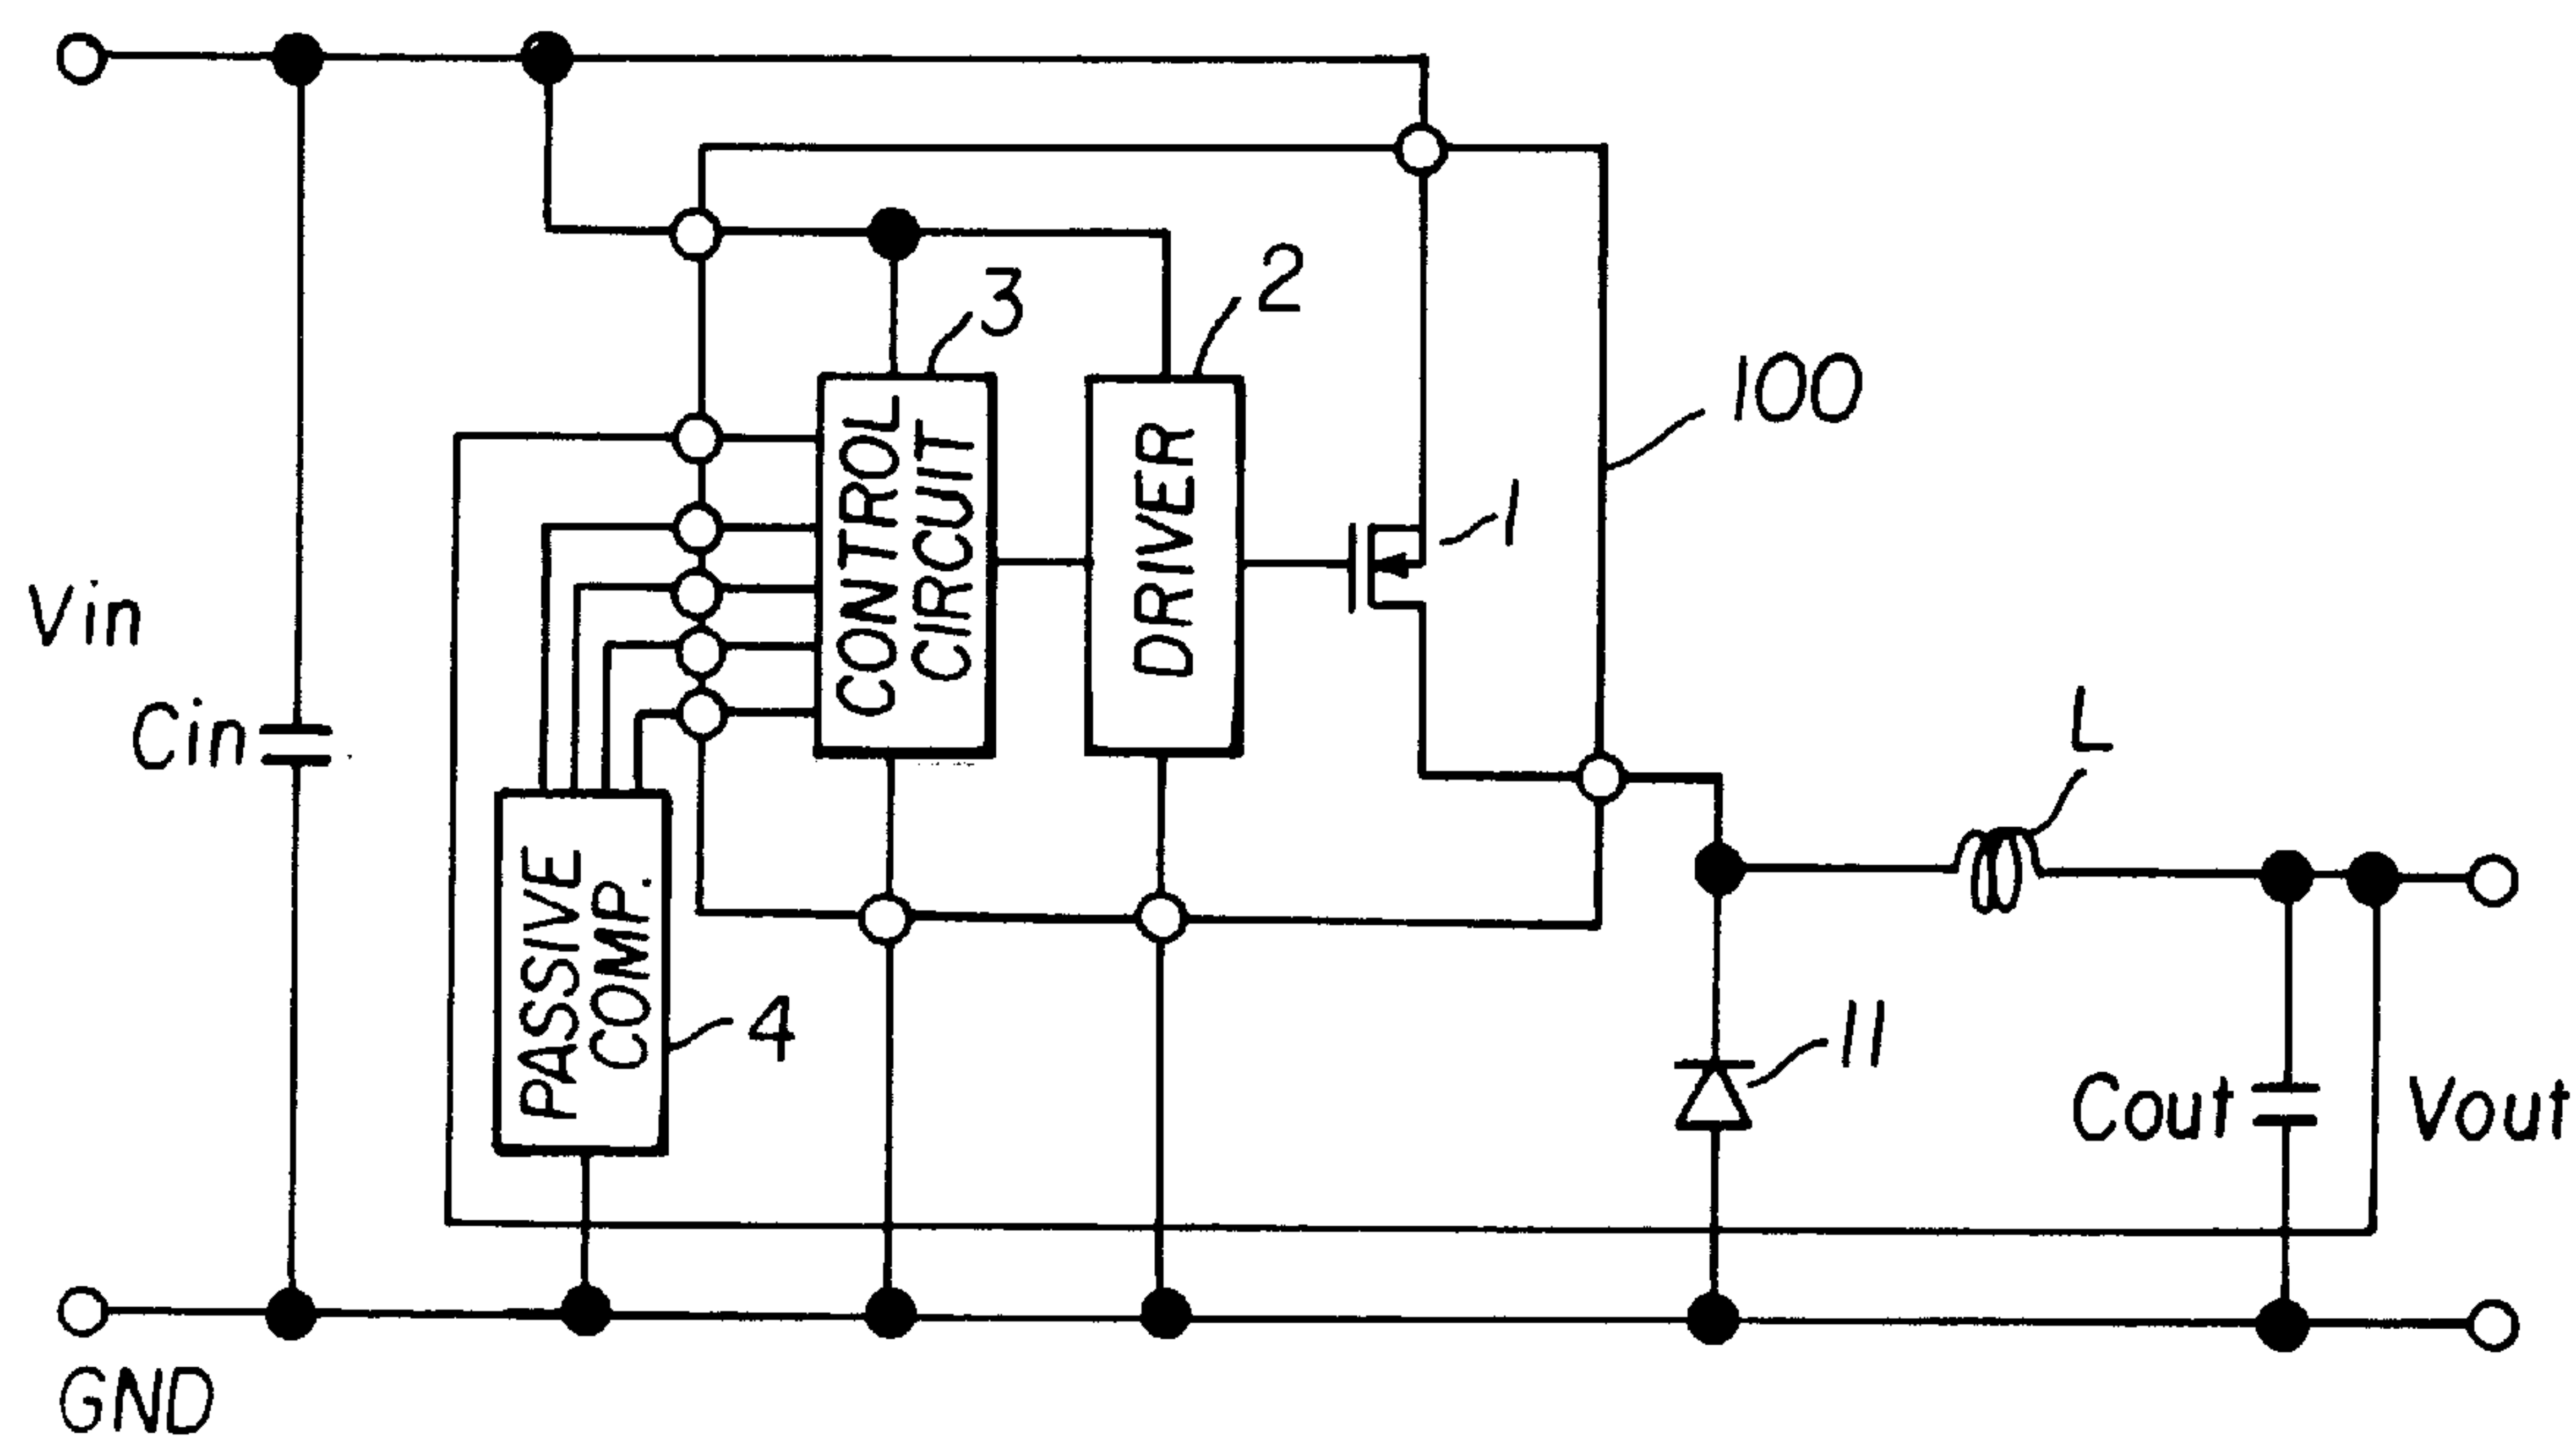 2
3
100
CONTROL
CIRCUIT
DRIVER
1
Vin
Cin
L
PASSIVE
COMP.
4
11
Cout
Vout
GND